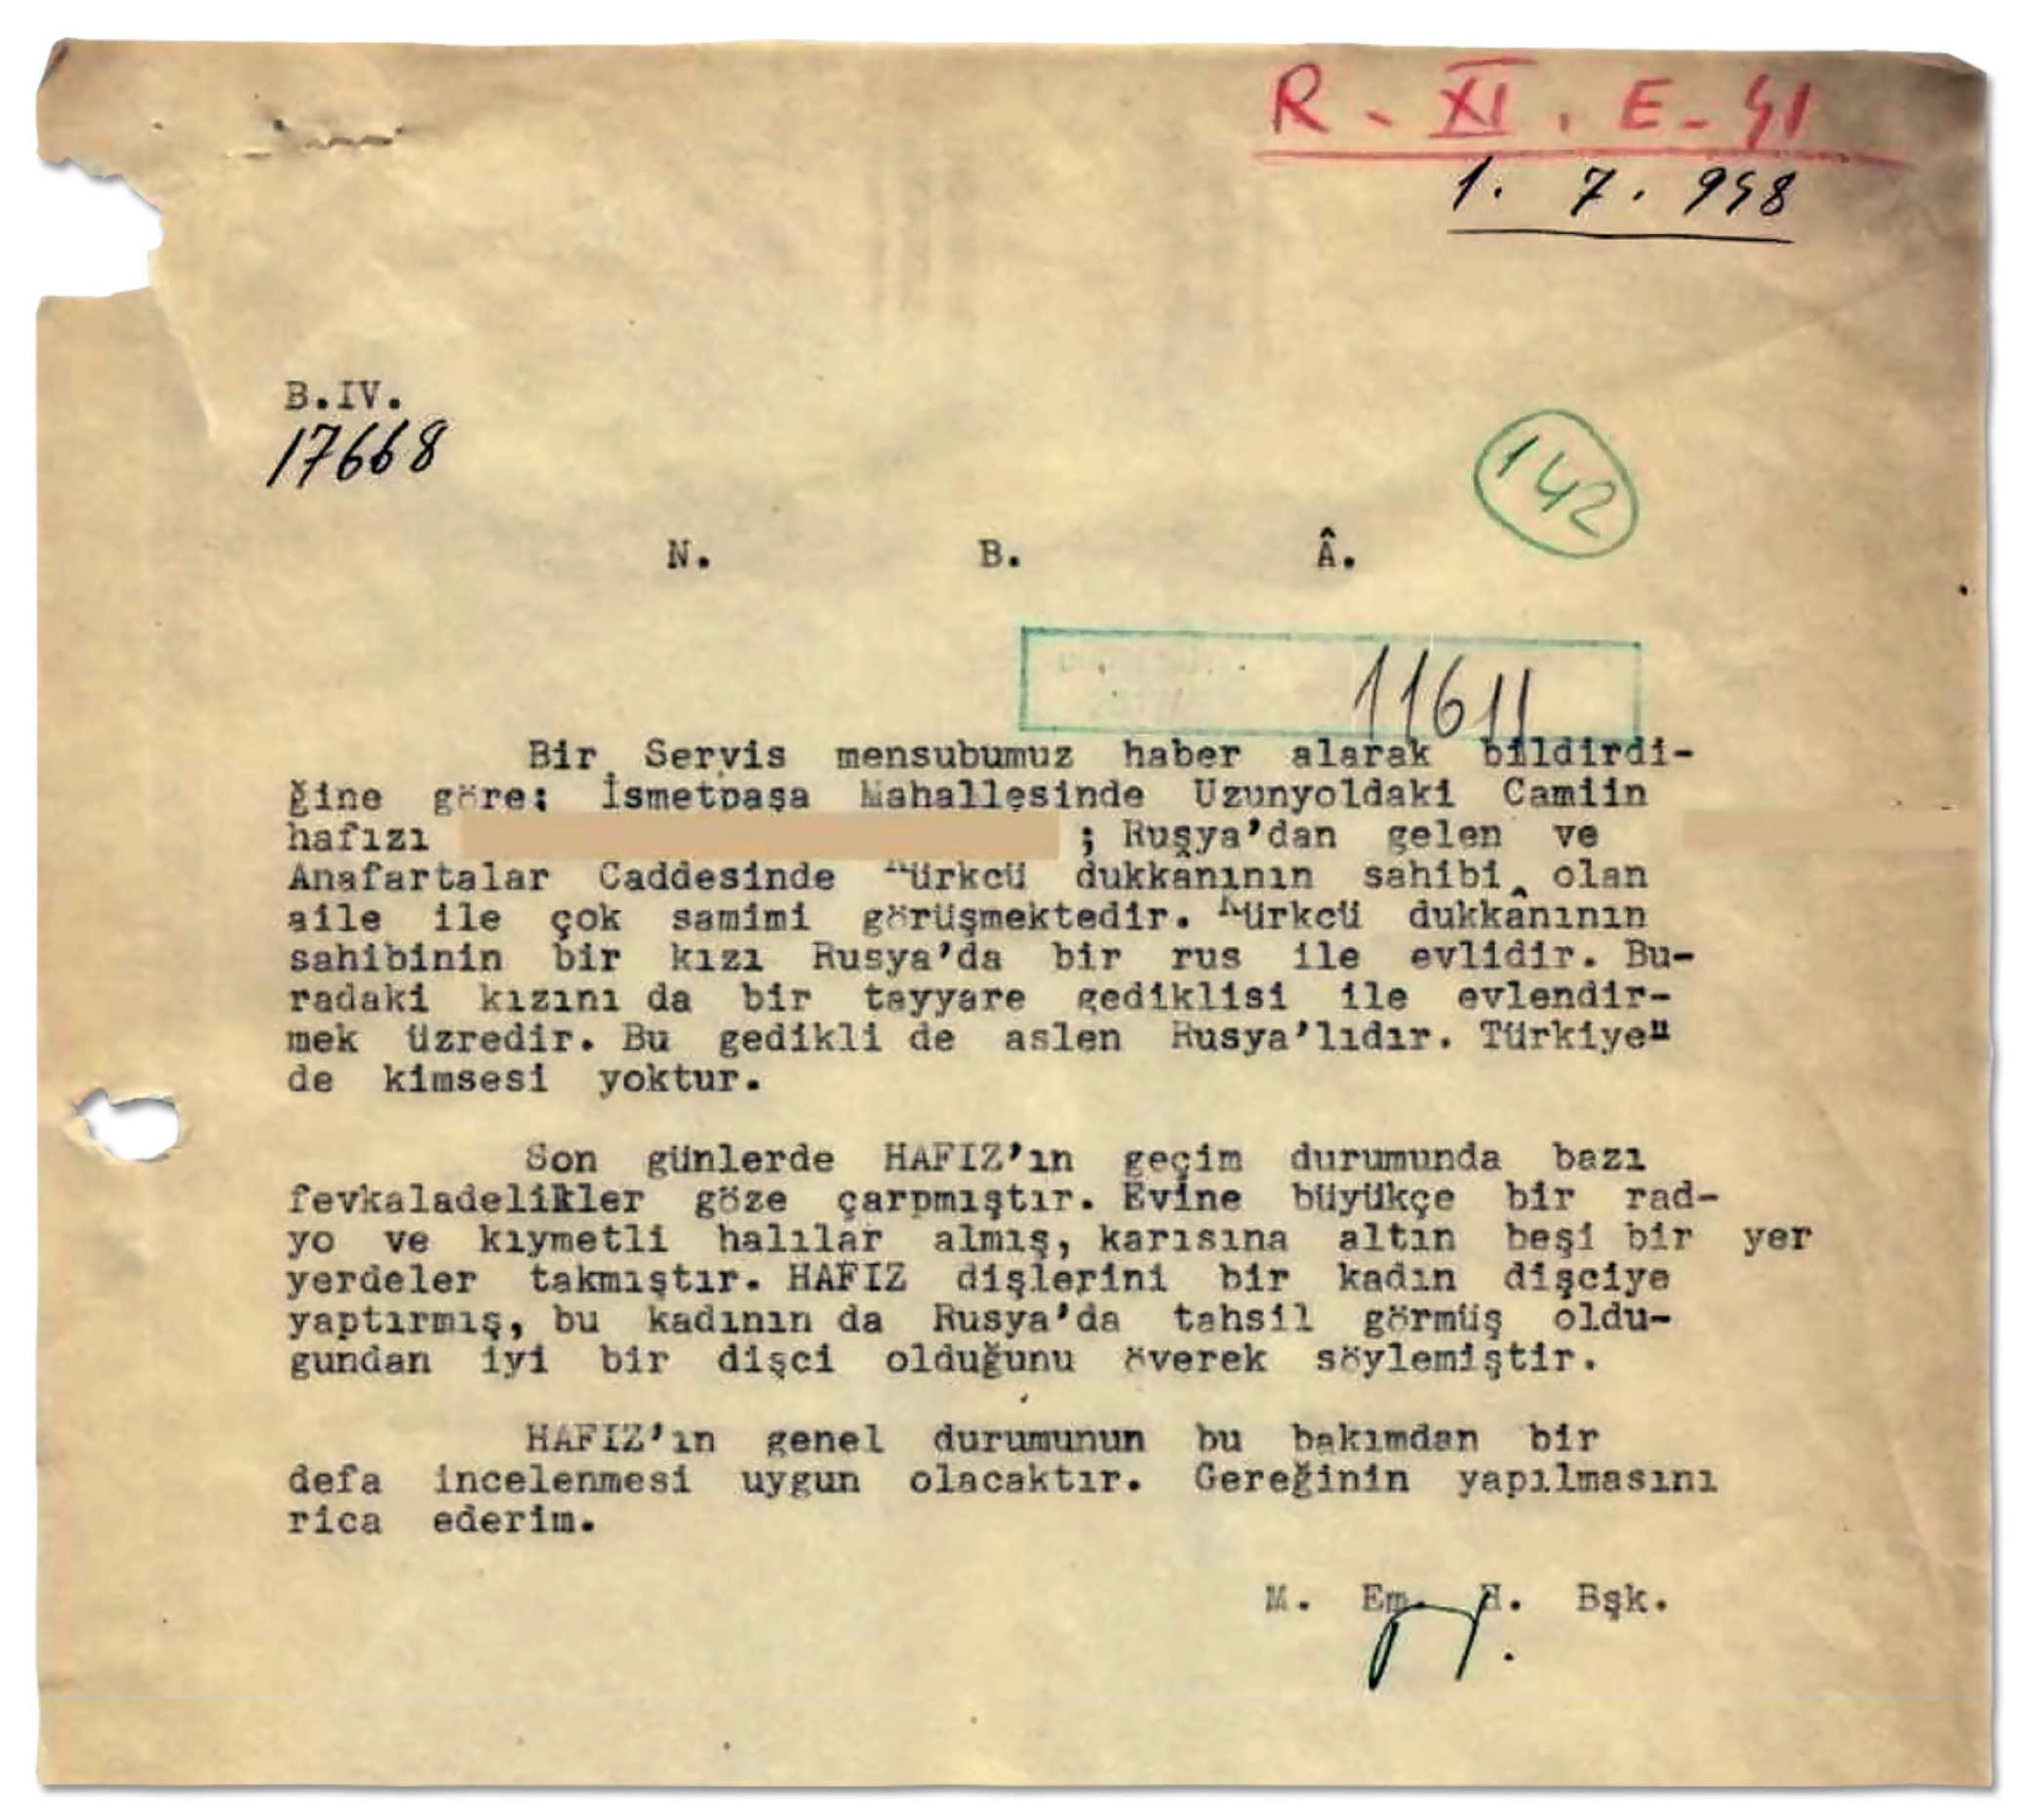 R. XI. E-41
1. 7. 948
B.IV.
17668
142
N. B. Â.
11611
Bir Servis mensubumuz haber alarak bildirdi-
ğine göre; İsmetpaşa Mahallesinde Uzunyoldaki Camiin
hafızı ; Rusya'dan gelen ve
Anafartalar Caddesinde Kürkcü dukkanının sahibi olan
aile ile çok samimi görüşmektedir. Kürkcü dukkânının
sahibinin bir kızı Rusya'da bir rus ile evlidir. Bu-
radaki kızını da bir tayyare gediklisi ile evlendir-
mek üzredir. Bu gedikli de aslen Rusya'lıdır. Türkiye"
de kimsesi yoktur.
Son günlerde HAFIZ'ın geçim durumunda bazı
fevkaladelikler göze çarpmıştır. Evine büyükçe bir rad-
yo ve kıymetli halılar almış, karısına altın beşi bir yer
yerdeler takmıştır. HAFIZ dişlerini bir kadın dişciye
yaptırmış, bu kadının da Rusya'da tahsil görmüş oldu-
gundan iyi bir dişci olduğunu överek söylemiştir.
HAFIZ'ın genel durumunun bu bakımdan bir
defa incelenmesi uygun olacaktır. Gereğinin yapılmasını
rica ederim.
M. Em. H. Bşk.